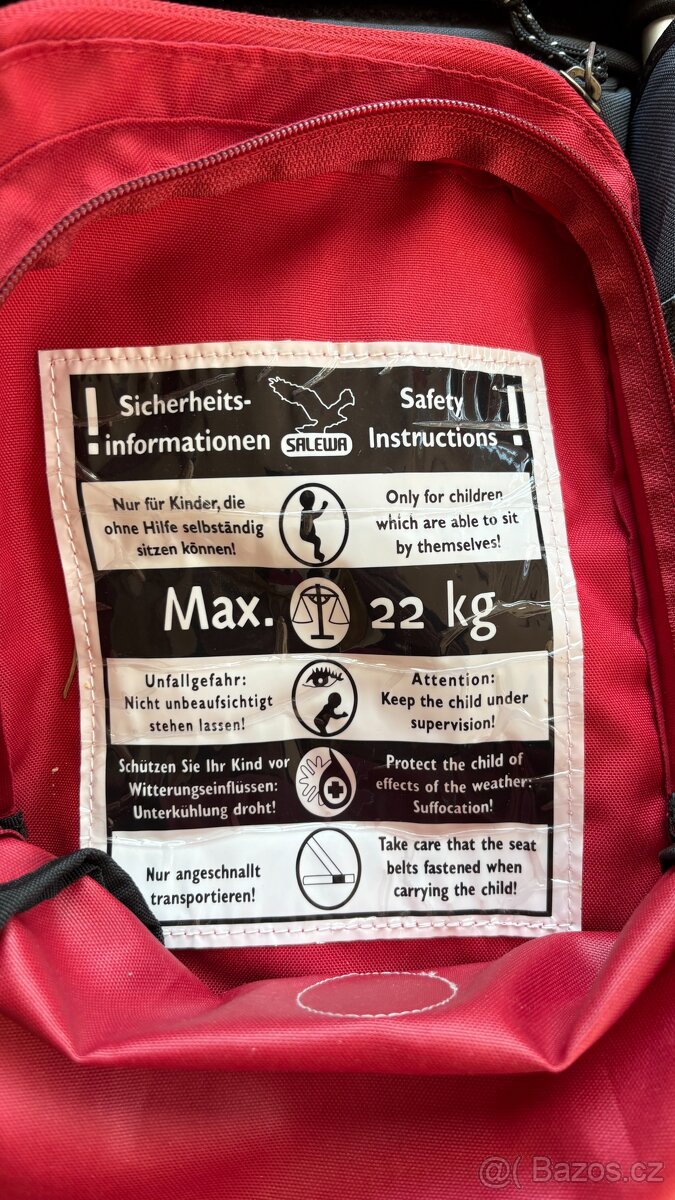 ! Sicherheits-
informationen
SALEWA
Safety !
Instructions
Nur für Kinder, die
ohne Hilfe selbständig
sitzen können!
Only for children
which are able to sit
by themselves!
Max. 22 kg
Unfallgefahr:
Nicht unbeaufsichtigt
stehen lassen!
Attention:
Keep the child under
supervision!
Schützen Sie Ihr Kind vor
Witterungseinflüssen:
Unterkühlung droht!
Protect the child of
effects of the weather:
Suffocation!
Nur angeschnallt
transportieren!
Take care that the seat
belts fastened when
carrying the child!
@( Bazos.cz